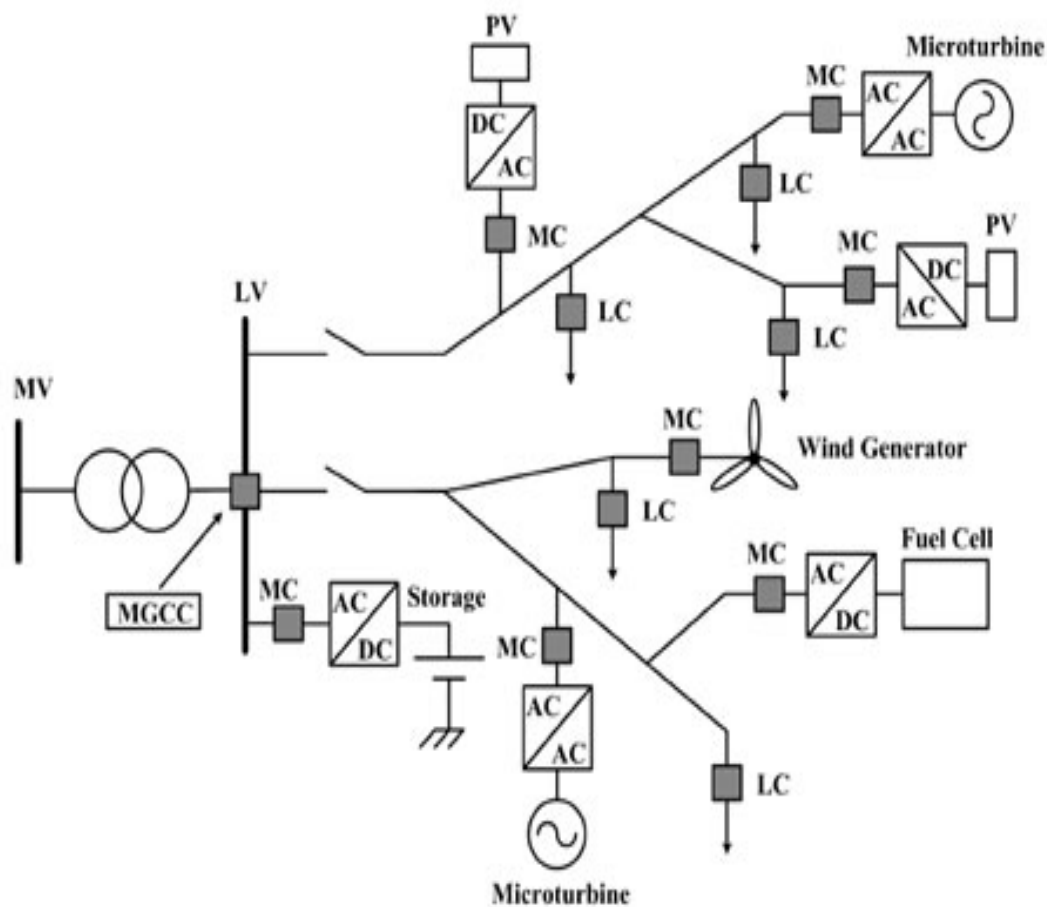 PV
Microturbine
MC
AC
AC
DC
AC
LC
MC
PV
MC
DC
AC
LV
LC
LC
MV
MC
Wind Generator
LC
Fuel Cell
MC
MGCC
MC
AC
DC
Storage
AC
DC
MC
AC
AC
LC
Microturbine